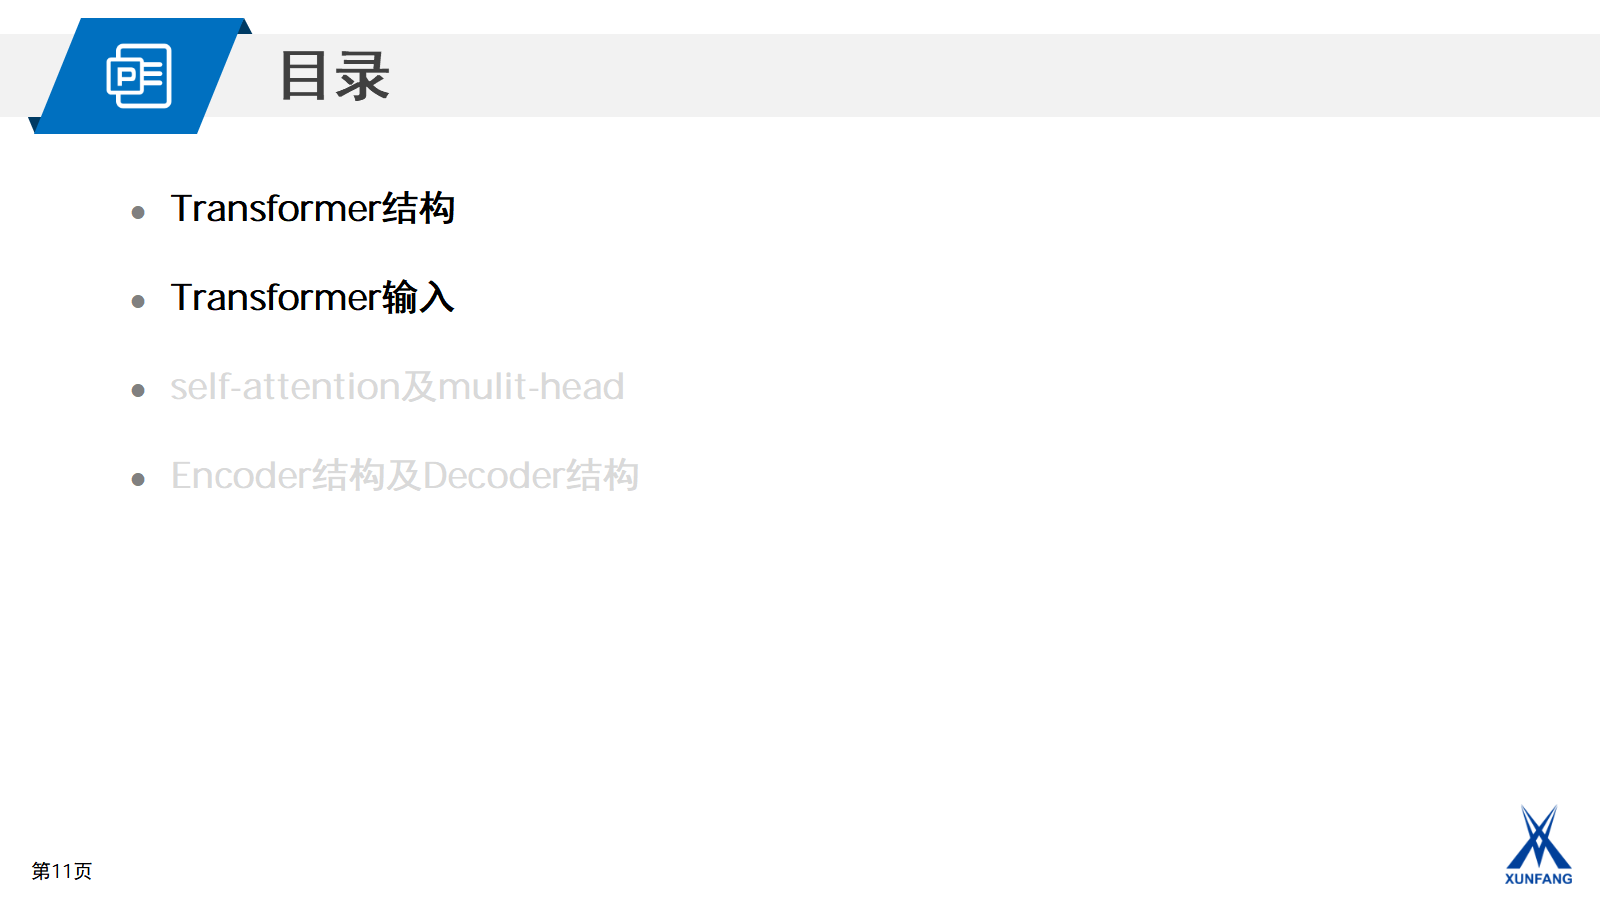 目录
Transformer结构
Transformer输入
self-attention及mulit-head
Encoder结构及Decoder结构
第11页
XUNFANG